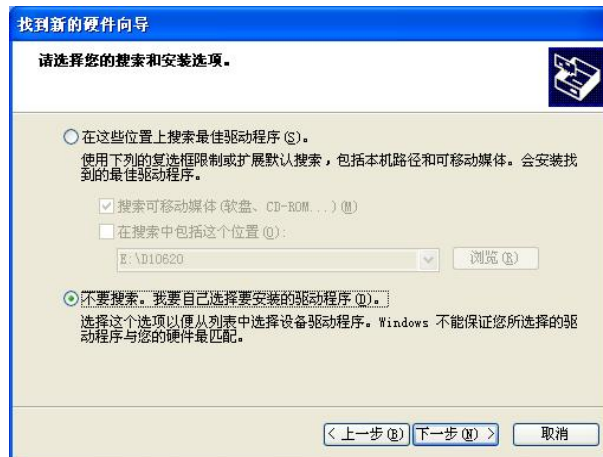 找到新的硬件向导
请选择您的搜索和安装选项。
在这些位置上搜索最佳驱动程序(S)。
使用下列的复选框限制或扩展默认搜索，包括本机路径和可移动媒体。会安装找
到的最佳驱动程序。
搜索可移动媒体(软盘、CD-ROM...)(M)
在搜索中包括这个位置(O):
E:\D10620
浏览(R)
不要搜索。我要自己选择要安装的驱动程序(D)。
选择这个选项以便从列表中选择设备驱动程序。Windows 不能保证您所选择的驱
动程序与您的硬件最匹配。
< 上一步(B) 下一步(N) > 取消